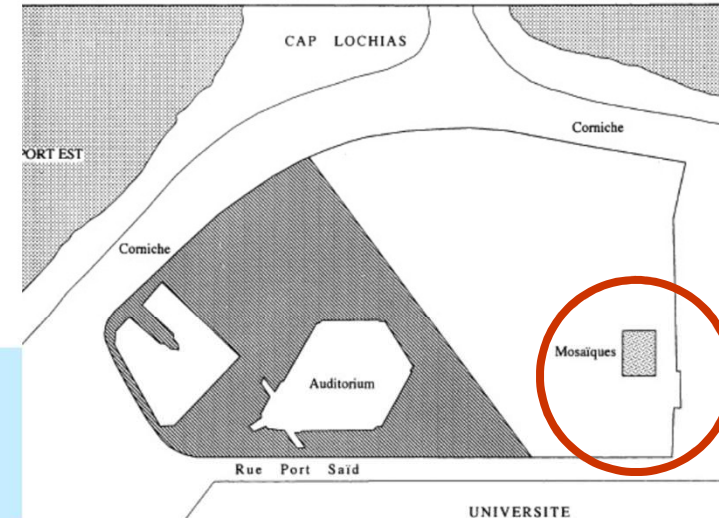 CAP LOCHIAS
Corniche
PORT EST
Corniche
Mosaïques
Auditorium
Rue Port Saïd
UNIVERSITE